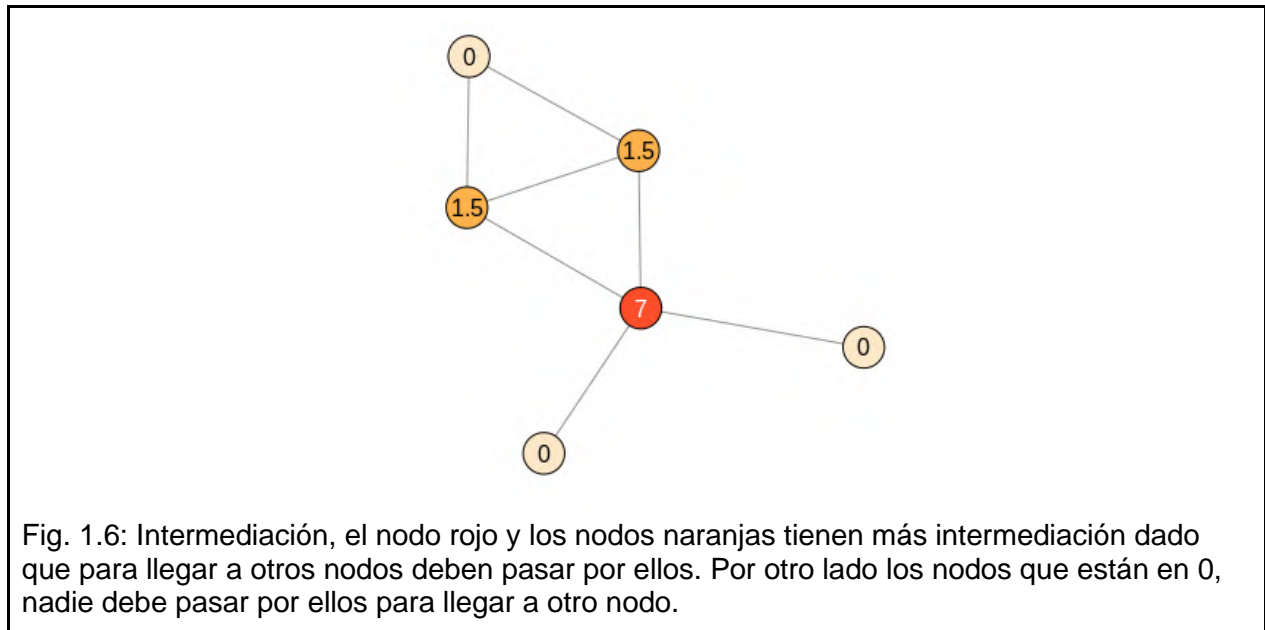 0
1.5
1.5
7
0
0
Fig. 1.6: Intermediación, el nodo rojo y los nodos naranjas tienen más intermediación dado
que para llegar a otros nodos deben pasar por ellos. Por otro lado los nodos que están en 0,
nadie debe pasar por ellos para llegar a otro nodo.